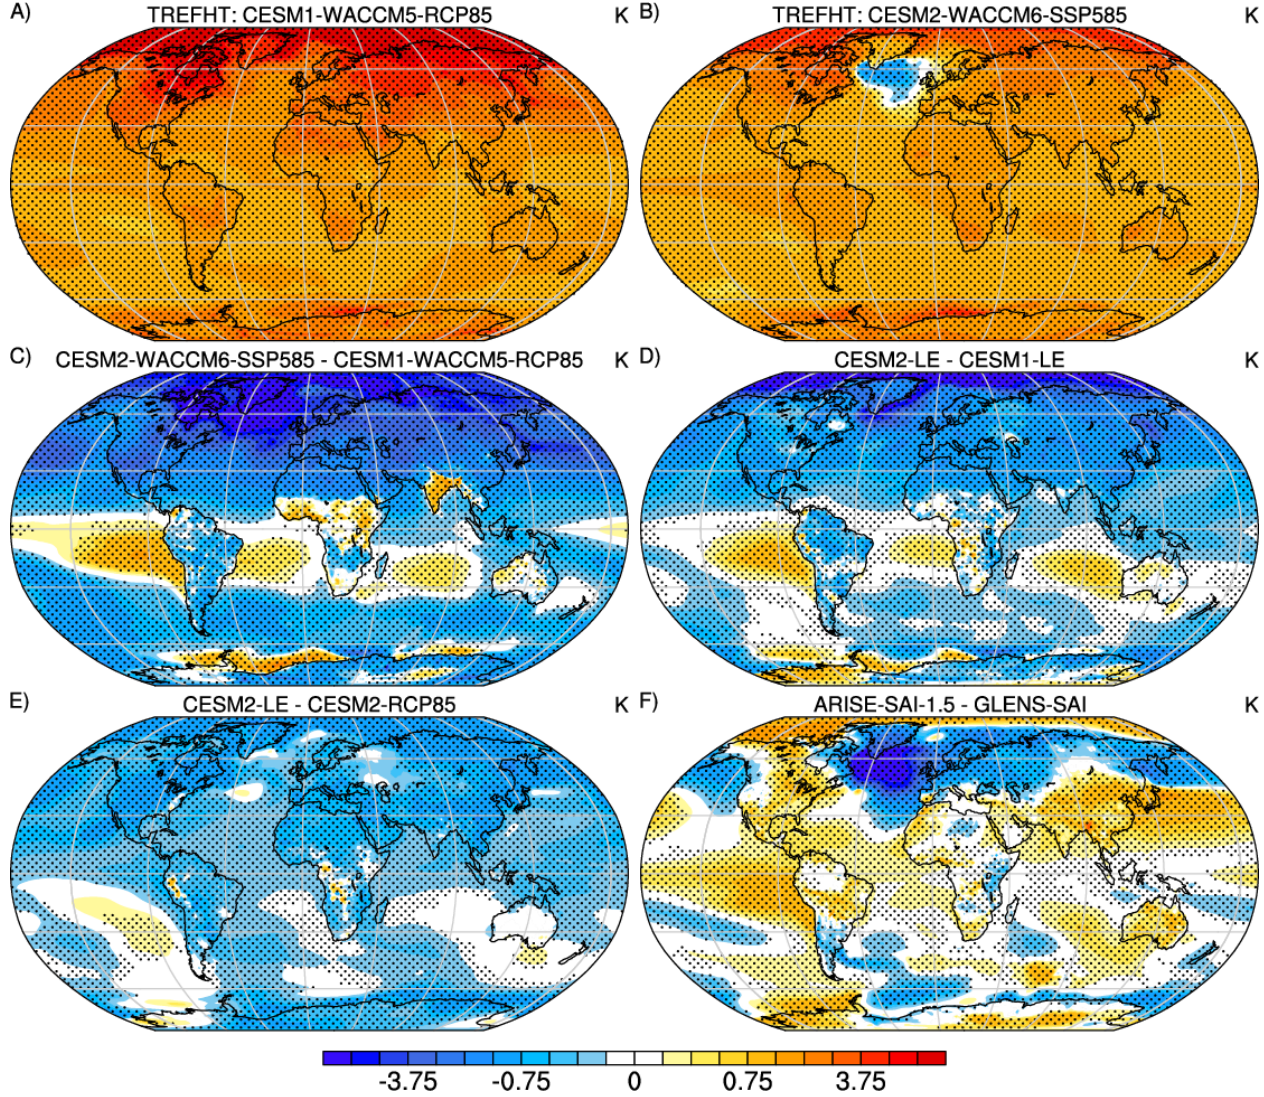 A) TREFHT: CESM1-WACCM5-RCP85 K
B) TREFHT: CESM2-WACCM6-SSP585 K
C) CESM2-WACCM6-SSP585 - CESM1-WACCM5-RCP85 K
D) CESM2-LE - CESM1-LE K
E) CESM2-LE - CESM2-RCP85 K
F) ARISE-SAI-1.5 - GLENS-SAI K
-3.75 -0.75 0 0.75 3.75